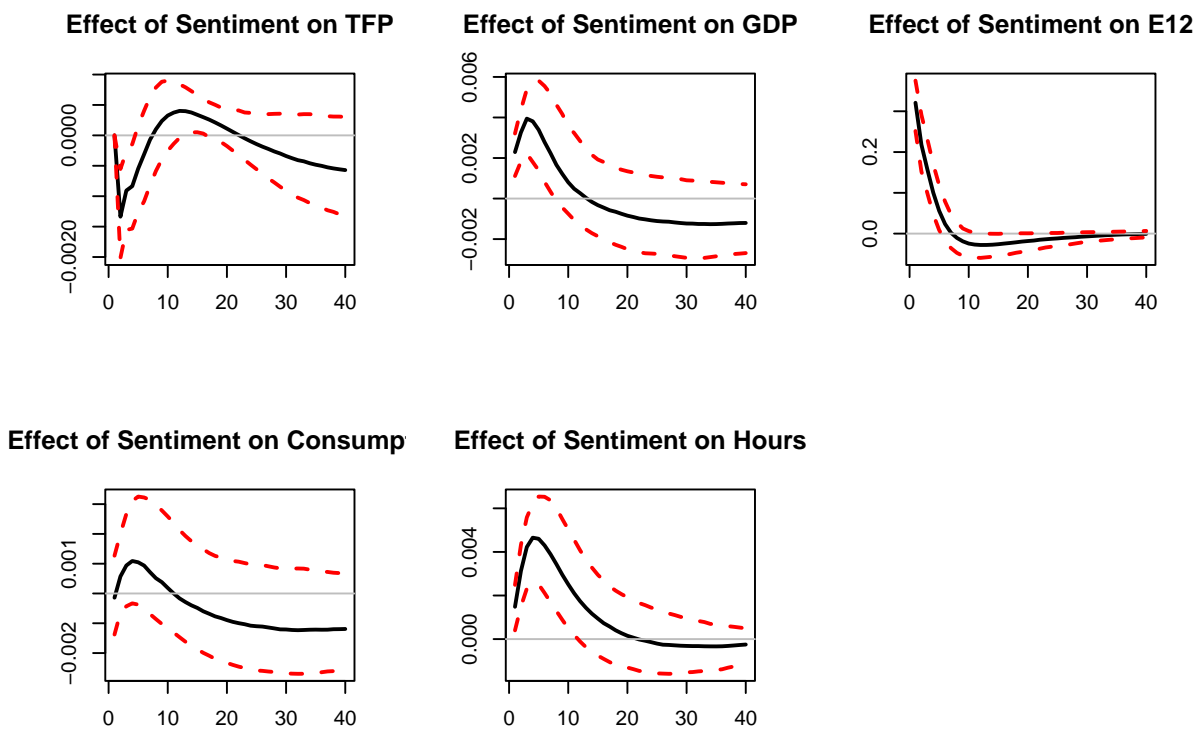 Effect of Sentiment on TFP
0.0000
−0.0020
0 10 20 30 40
Effect of Sentiment on GDP
0.006
0.002
−0.002
0 10 20 30 40
Effect of Sentiment on E12
0.2
0.0
0 10 20 30 40
Effect of Sentiment on Consump
0.001
−0.002
0 10 20 30 40
Effect of Sentiment on Hours
0.004
0.000
0 10 20 30 40